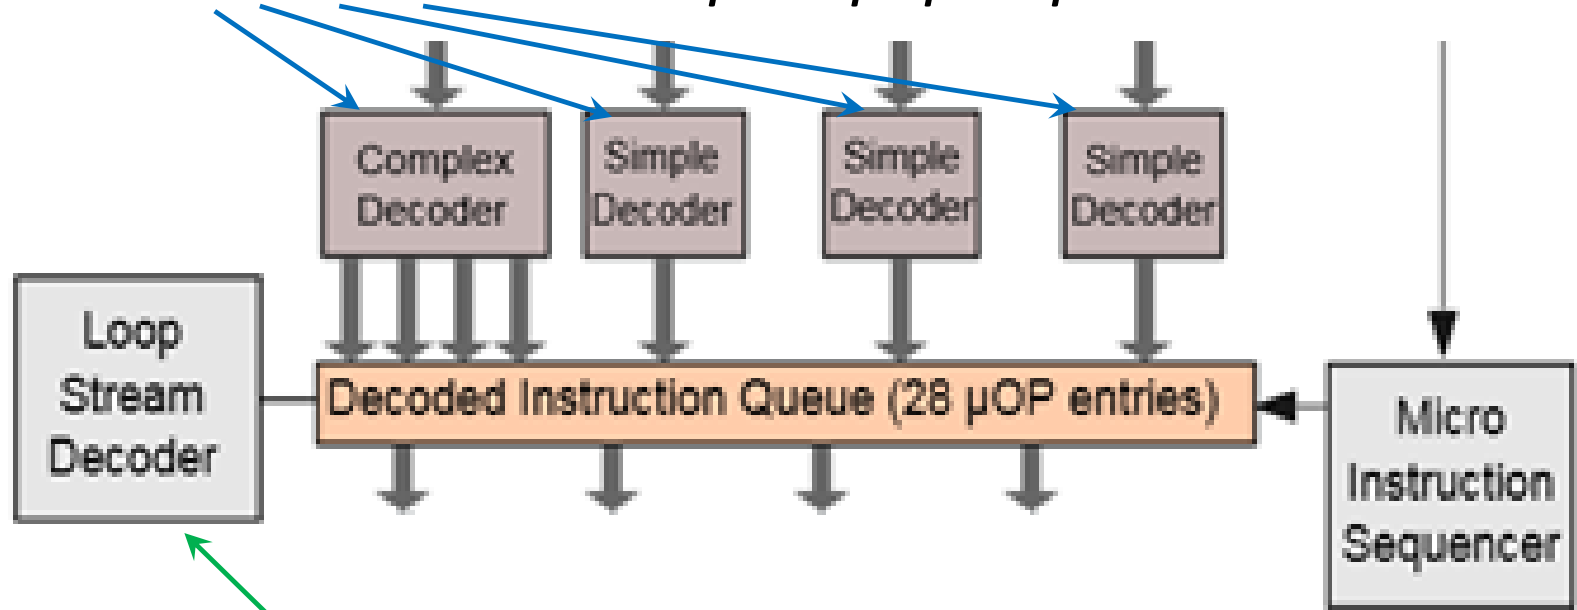 Complex
Decoder
Simple
Decoder
Simple
Decoder
Simple
Decoder
Loop
Stream
Decoder
Decoded Instruction Queue (28 µOP entries)
Micro
Instruction
Sequencer